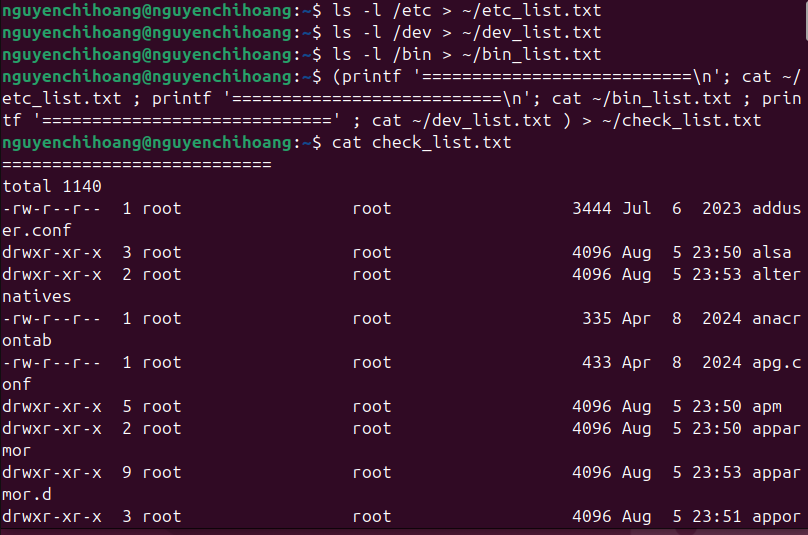 nguyenchihoang@nguyenchihoang:~$ ls -l /etc > ~/etc_list.txt
nguyenchihoang@nguyenchihoang:~$ ls -l /dev > ~/dev_list.txt
nguyenchihoang@nguyenchihoang:~$ ls -l /bin > ~/bin_list.txt
nguyenchihoang@nguyenchihoang:~$ (printf '===========================\n'; cat ~/
etc_list.txt ; printf '===========================\n'; cat ~/bin_list.txt ; prin
tf '=============================' ; cat ~/dev_list.txt ) > ~/check_list.txt
nguyenchihoang@nguyenchihoang:~$ cat check_list.txt
===========================
total 1140
-rw-r--r--  1 root                 root                  3444 Jul  6  2023 addus
er.conf
drwxr-xr-x  3 root                 root                  4096 Aug  5 23:50 alsa
drwxr-xr-x  2 root                 root                  4096 Aug  5 23:53 alter
natives
-rw-r--r--  1 root                 root                   335 Apr  8  2024 anacr
ontab
-rw-r--r--  1 root                 root                   433 Apr  8  2024 apg.c
onf
drwxr-xr-x  5 root                 root                  4096 Aug  5 23:50 apm
drwxr-xr-x  2 root                 root                  4096 Aug  5 23:50 appar
mor
drwxr-xr-x  9 root                 root                  4096 Aug  5 23:53 appar
mor.d
drwxr-xr-x  3 root                 root                  4096 Aug  5 23:51 appor